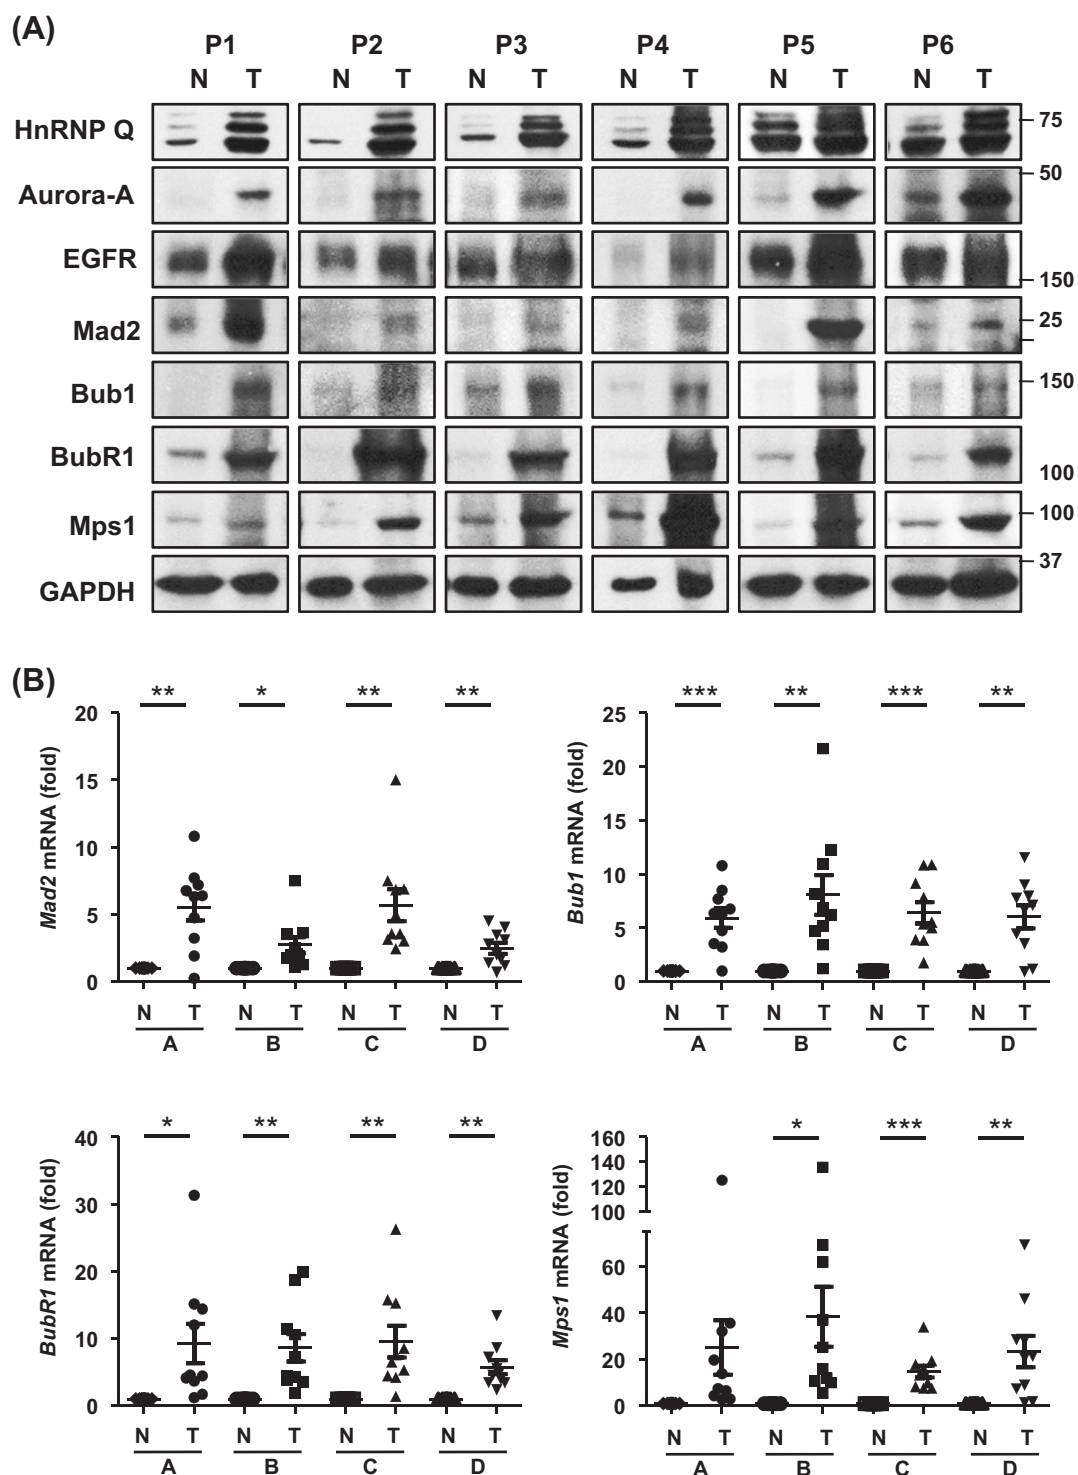 (A)
P1 P2 P3 P4 P5 P6
N T N T N T N T N T N T
HnRNP Q 75
Aurora-A 50
EGFR 150
Mad2 25
Bub1 150
BubR1 100
Mps1 100
GAPDH 37
(B)
** * ** **
Mad2 mRNA (fold)
20
15
10
5
0
N T N T N T N T
A B C D
*** ** *** **
Bub1 mRNA (fold)
25
20
15
10
5
0
N T N T N T N T
A B C D
* ** ** **
BubR1 mRNA (fold)
40
30
20
10
0
N T N T N T N T
A B C D
* *** **
Mps1 mRNA (fold)
160
140
120
100
60
40
20
0
N T N T N T N T
A B C D